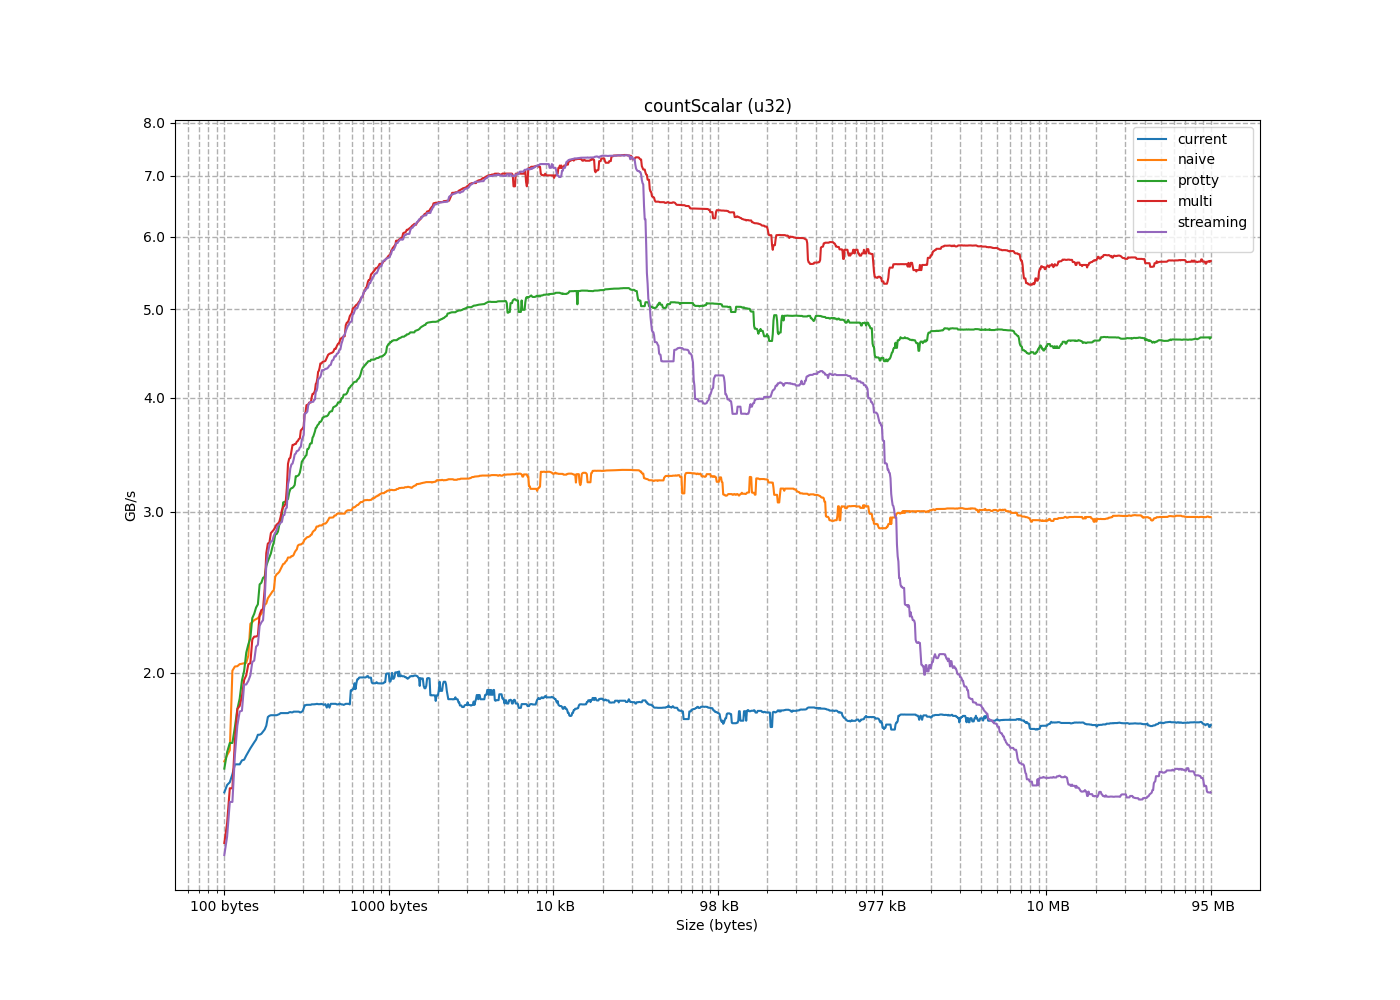 countScalar (u32)
8.0
7.0
6.0
5.0
4.0
3.0
2.0
GB/s
current
naive
protty
multi
streaming
100 bytes
1000 bytes
10 kB
98 kB
977 kB
10 MB
95 MB
Size (bytes)